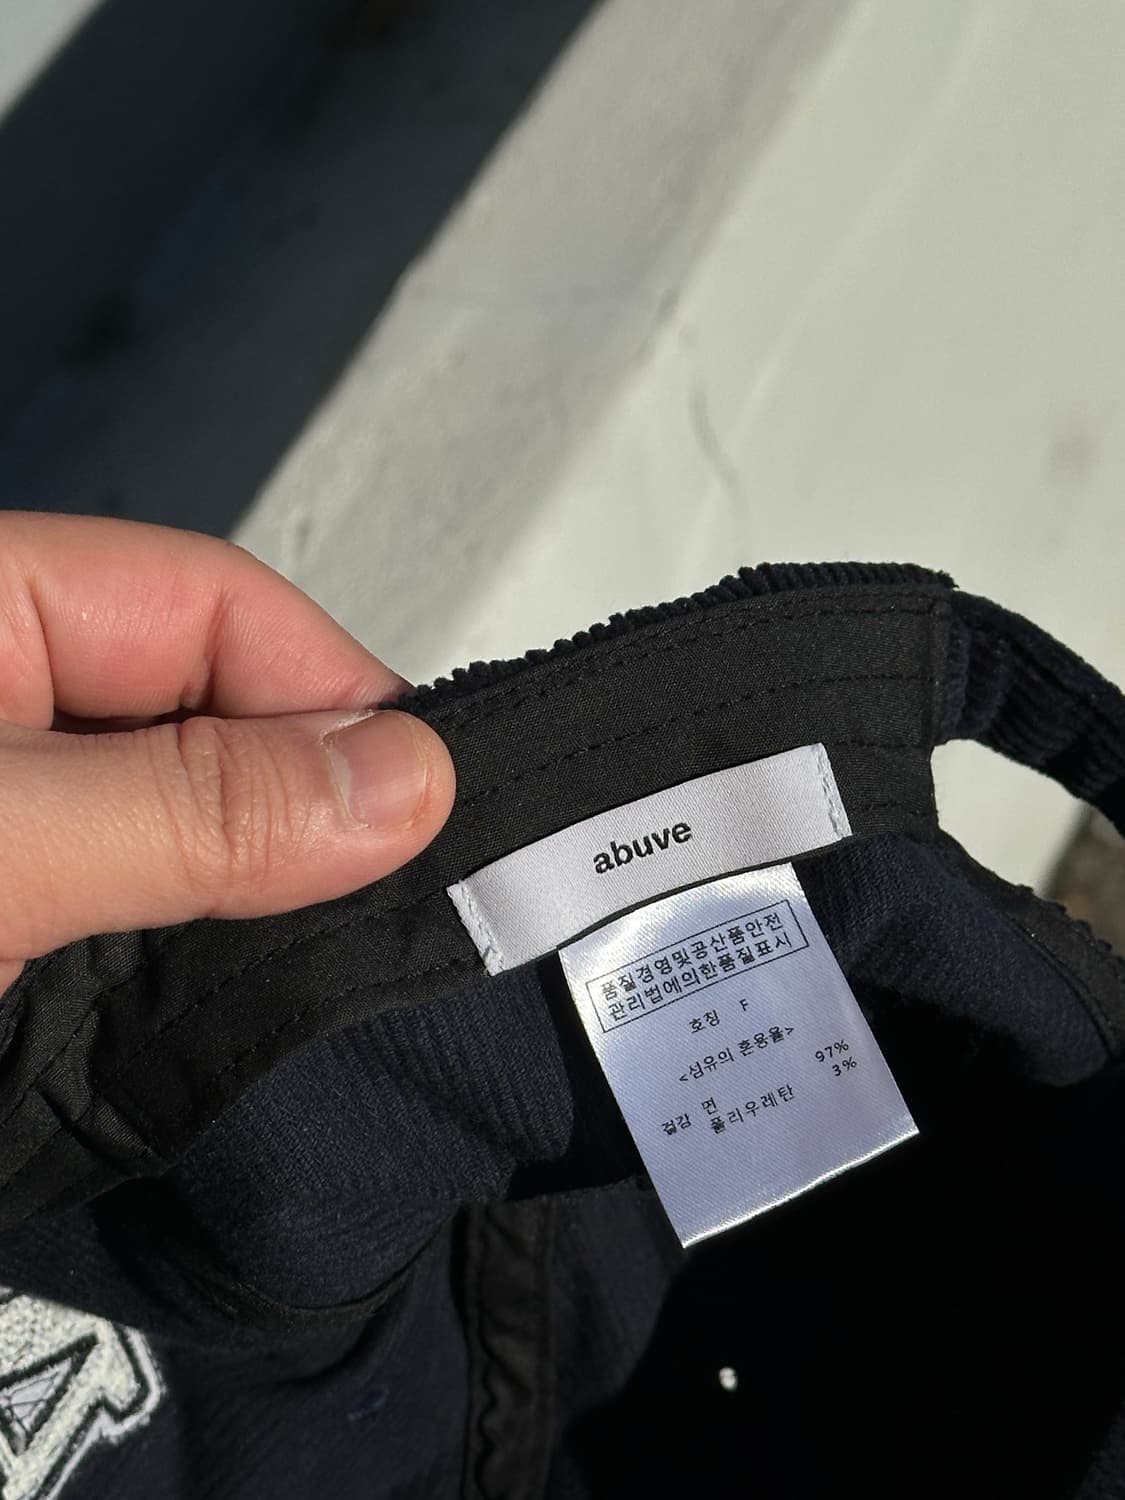 abuve
품질경영및공산품안전
관리법에의한품질표시
호칭 F
<섬유의 혼용율>
겉감 면 97%
폴리우레탄 3%
A